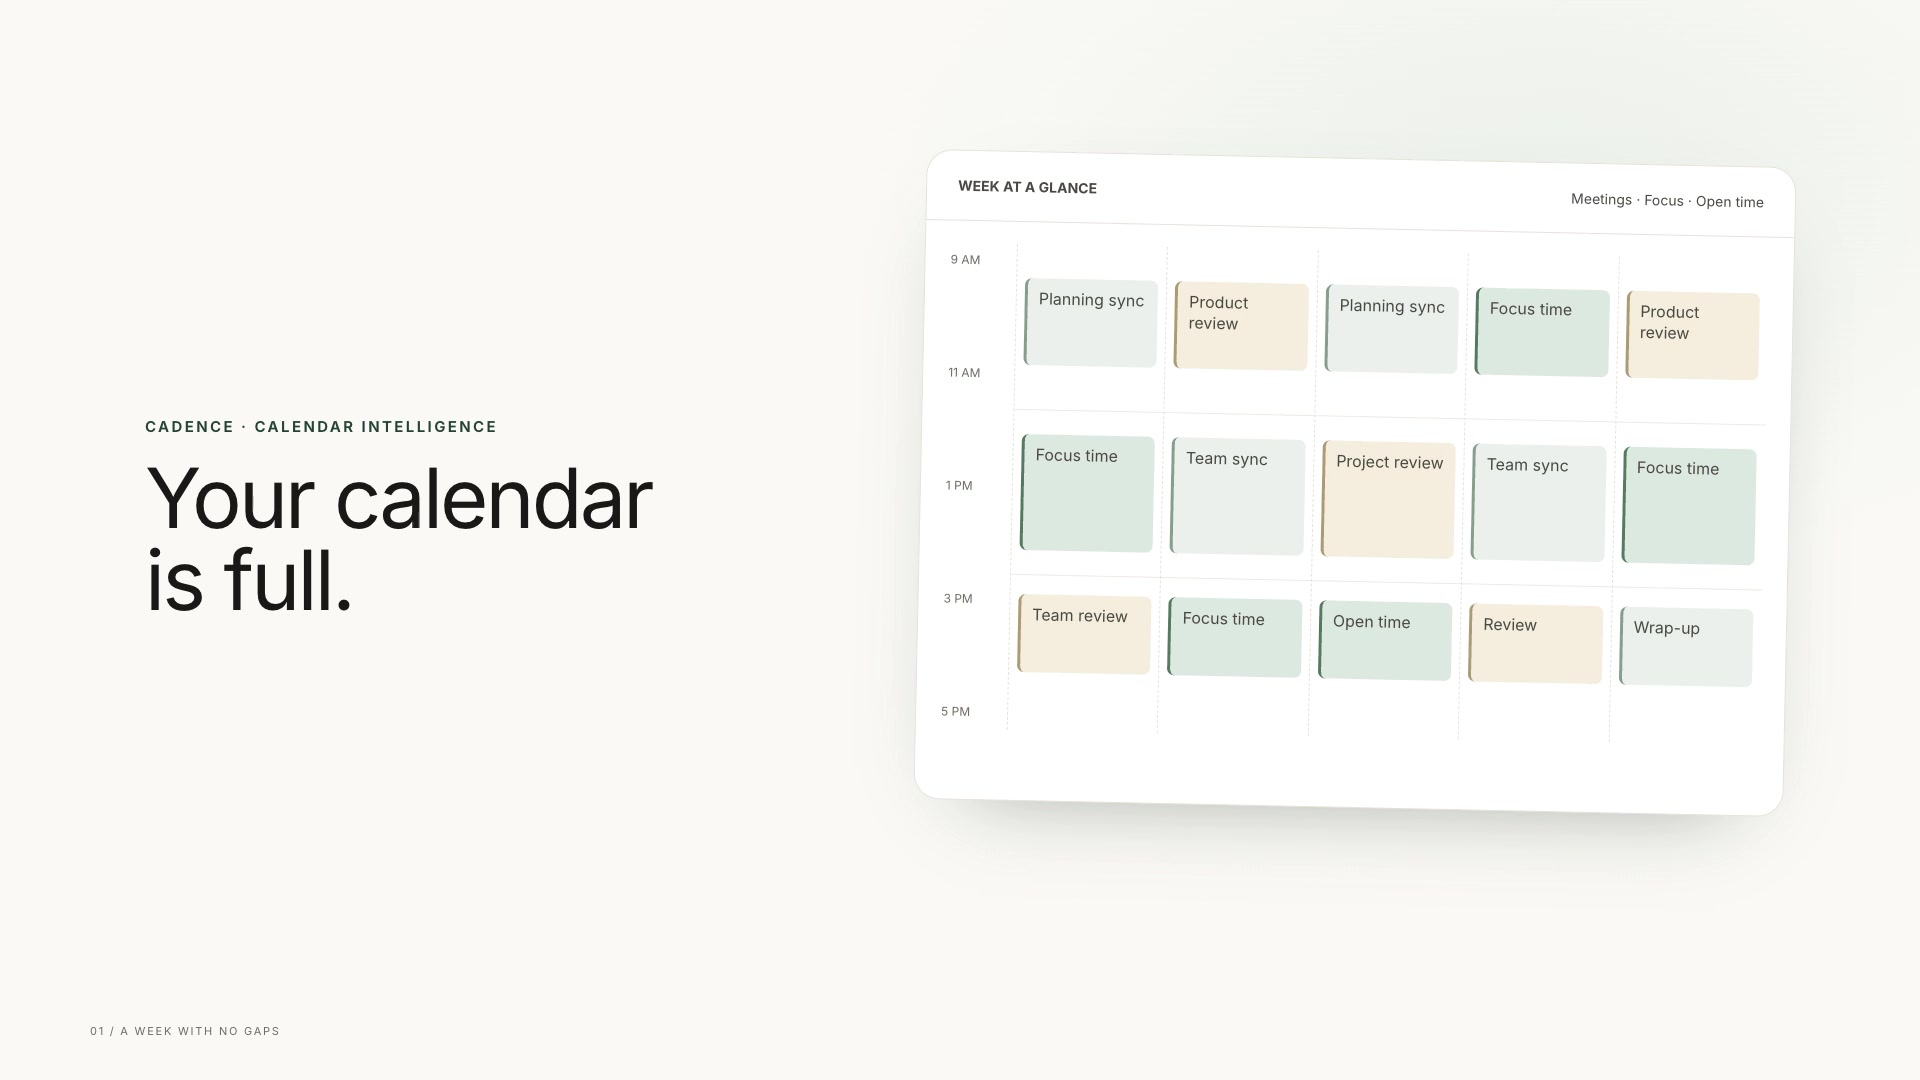 CADENCE · CALENDAR INTELLIGENCE
Your calendar
is full.
WEEK AT A GLANCE
Meetings · Focus · Open time
9 AM
Planning sync
Product
review
Planning sync
Focus time
Product
review
11 AM
Focus time
Team sync
Project review
Team sync
Focus time
1 PM
3 PM
Team review
Focus time
Open time
Review
Wrap-up
5 PM
01 / A WEEK WITH NO GAPS